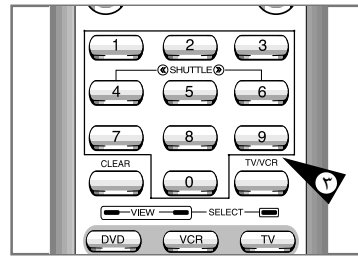 1 2 3
SHUTTLE
4 5 6
7 8 9
CLEAR TV/VCR
0
٣
VIEW SELECT
DVD VCR TV